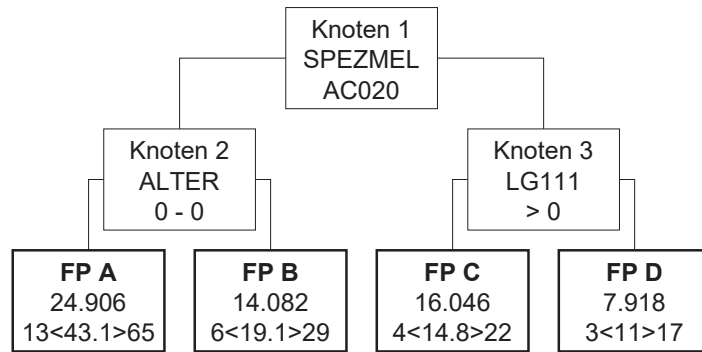 Knoten 1
SPEZMEL
AC020
Knoten 2
ALTER
0 - 0
Knoten 3
LG111
> 0
FP A
24.906
13<43.1>65
FP B
14.082
6<19.1>29
FP C
16.046
4<14.8>22
FP D
7.918
3<11>17